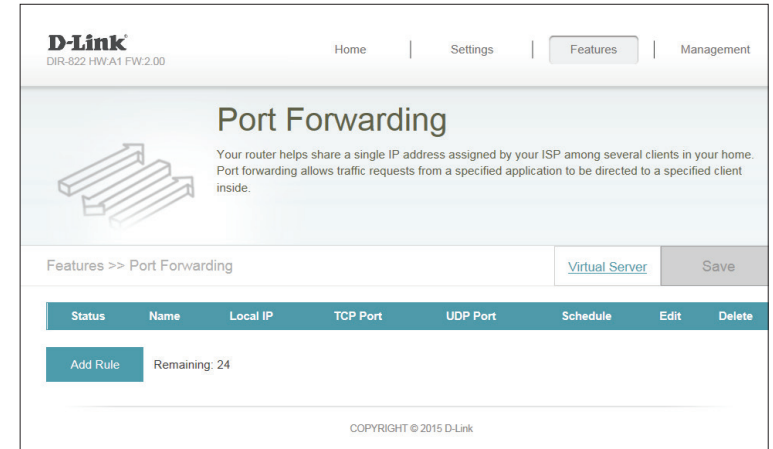 D-Link
DIR-822 HW:A1 FW:2.00
Home | Settings | Features | Management
Port Forwarding
Your router helps share a single IP address assigned by your ISP among several clients in your home.
Port forwarding allows traffic requests from a specified application to be directed to a specified client
inside.
Features >> Port Forwarding
Virtual Server
Save
Status Name Local IP TCP Port UDP Port Schedule Edit Delete
Add Rule Remaining: 24
COPYRIGHT © 2015 D-Link